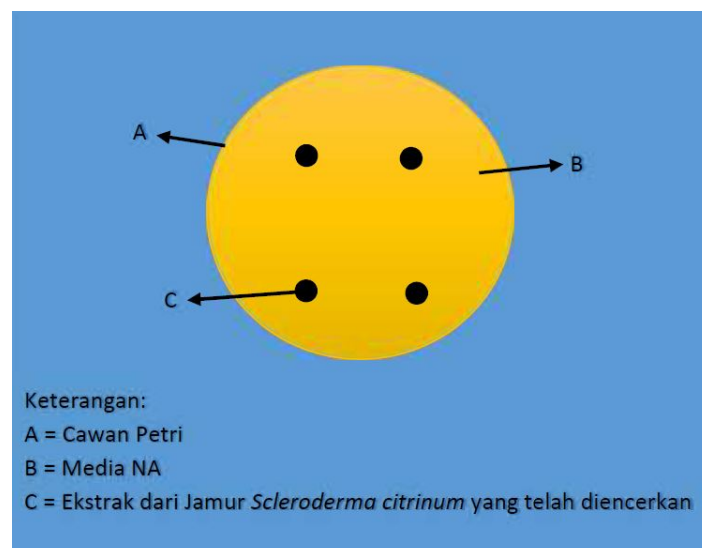 A
B
C
Keterangan:
A = Cawan Petri
B = Media NA
C = Ekstrak dari Jamur Scleroderma citrinum yang telah diencerkan